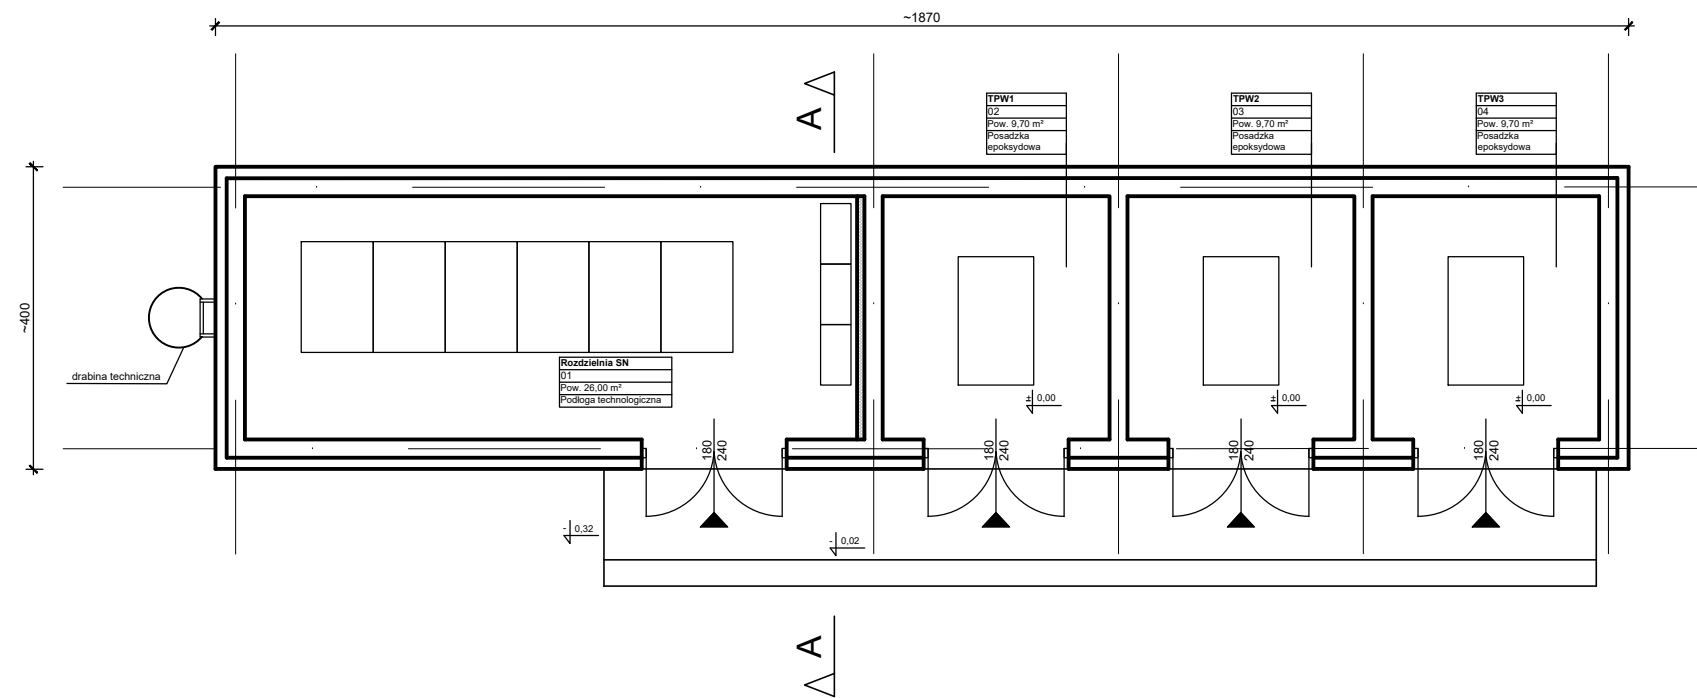 ~1870
A
TPW1
02
Pow. 9,70 m²
Posadzka
epoksydowa
TPW2
03
Pow. 9,70 m²
Posadzka
epoksydowa
TPW3
04
Pow. 9,70 m²
Posadzka
epoksydowa
~400
drabina techniczna
Rozdzielnia SN
01
Pow. 26,00 m²
Podłoga technologiczna
± 0,00
± 0,00
± 0,00
180
240
180
240
180
240
180
240
- 0,32
- 0,02
A